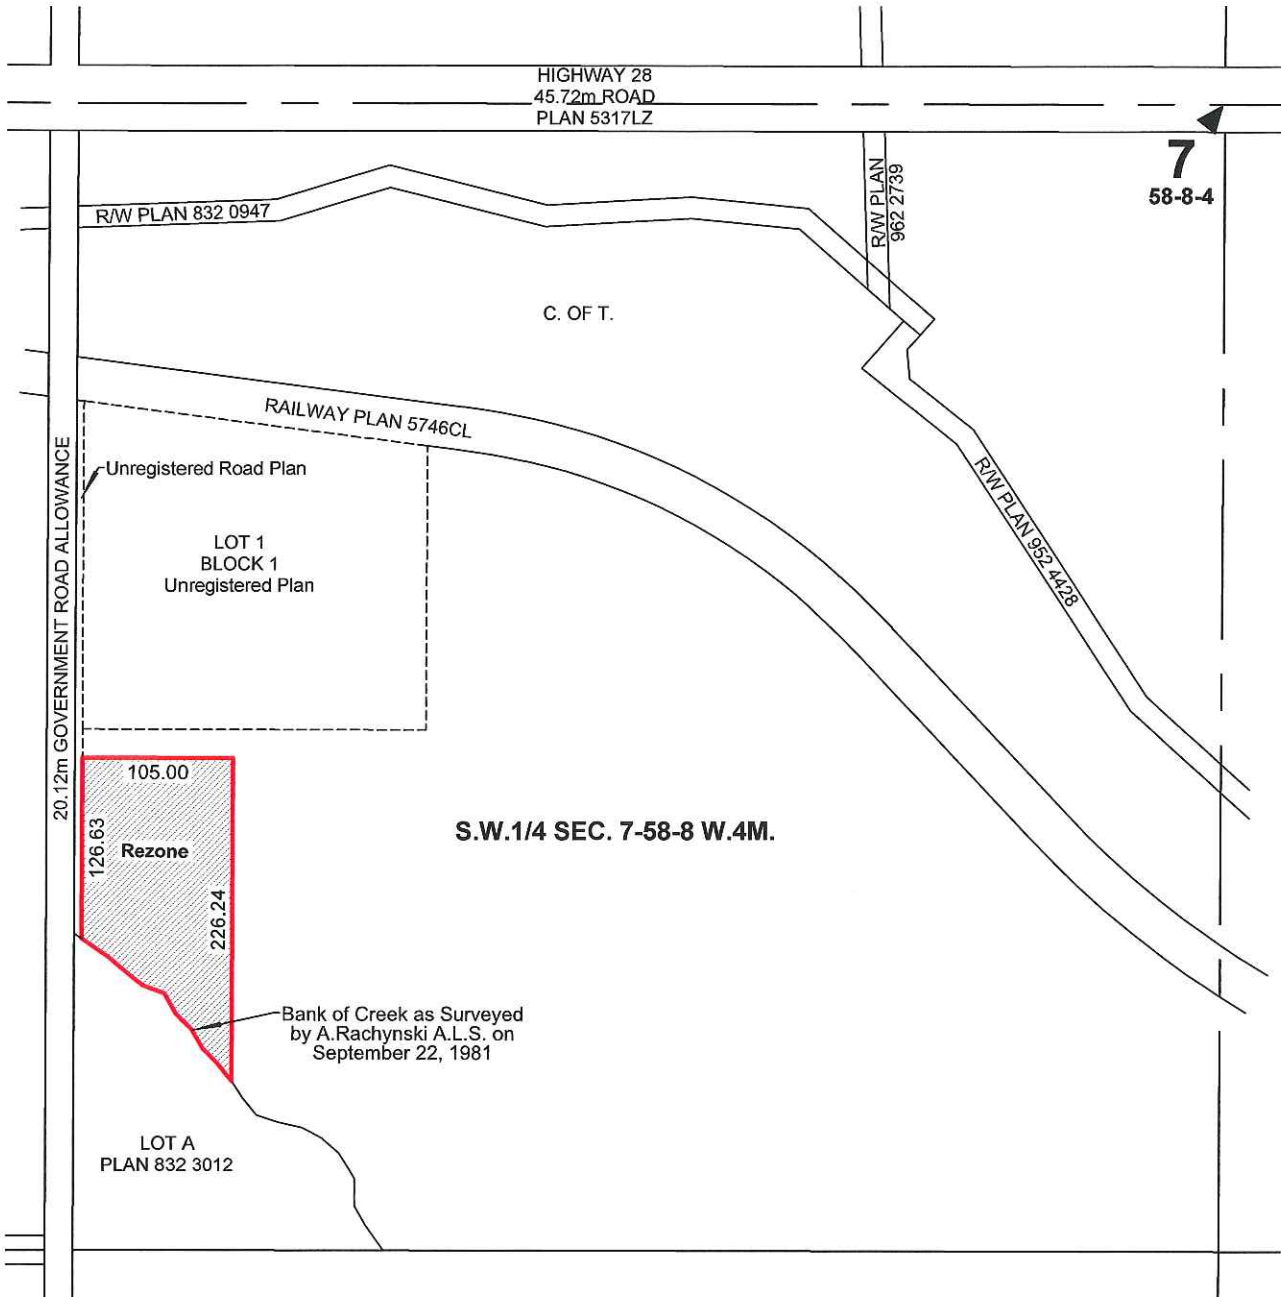 HIGHWAY 28
45.72m ROAD
PLAN 5317LZ
7
58-8-4
R/W PLAN
962 2739
R/W PLAN 832 0947
C. OF T.
RAILWAY PLAN 5746CL
Unregistered Road Plan
20.12m GOVERNMENT ROAD ALLOWANCE
LOT 1
BLOCK 1
Unregistered Plan
R/W PLAN 952 4428
105.00
126.63
Rezone
226.24
S.W.1/4 SEC. 7-58-8 W.4M.
Bank of Creek as Surveyed
by A.Rachynski A.L.S. on
September 22, 1981
LOT A
PLAN 832 3012